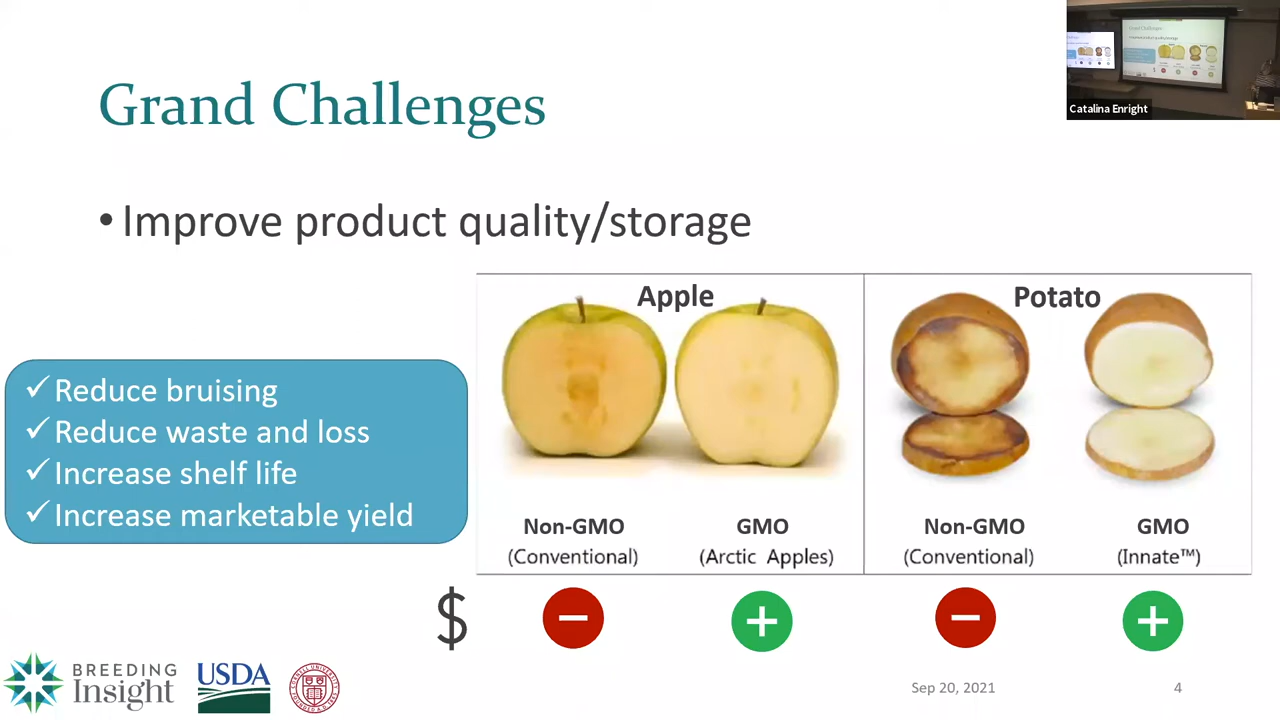 Grand Challenges
Catalina Enright
• Improve product quality/storage
✓ Reduce bruising
✓ Reduce waste and loss
✓ Increase shelf life
✓ Increase marketable yield
Apple
Potato
Non-GMO
(Conventional)
GMO
(Arctic Apples)
Non-GMO
(Conventional)
GMO
(Innate™)
$
BREEDING
Insight
USDA
Sep 20, 2021
4